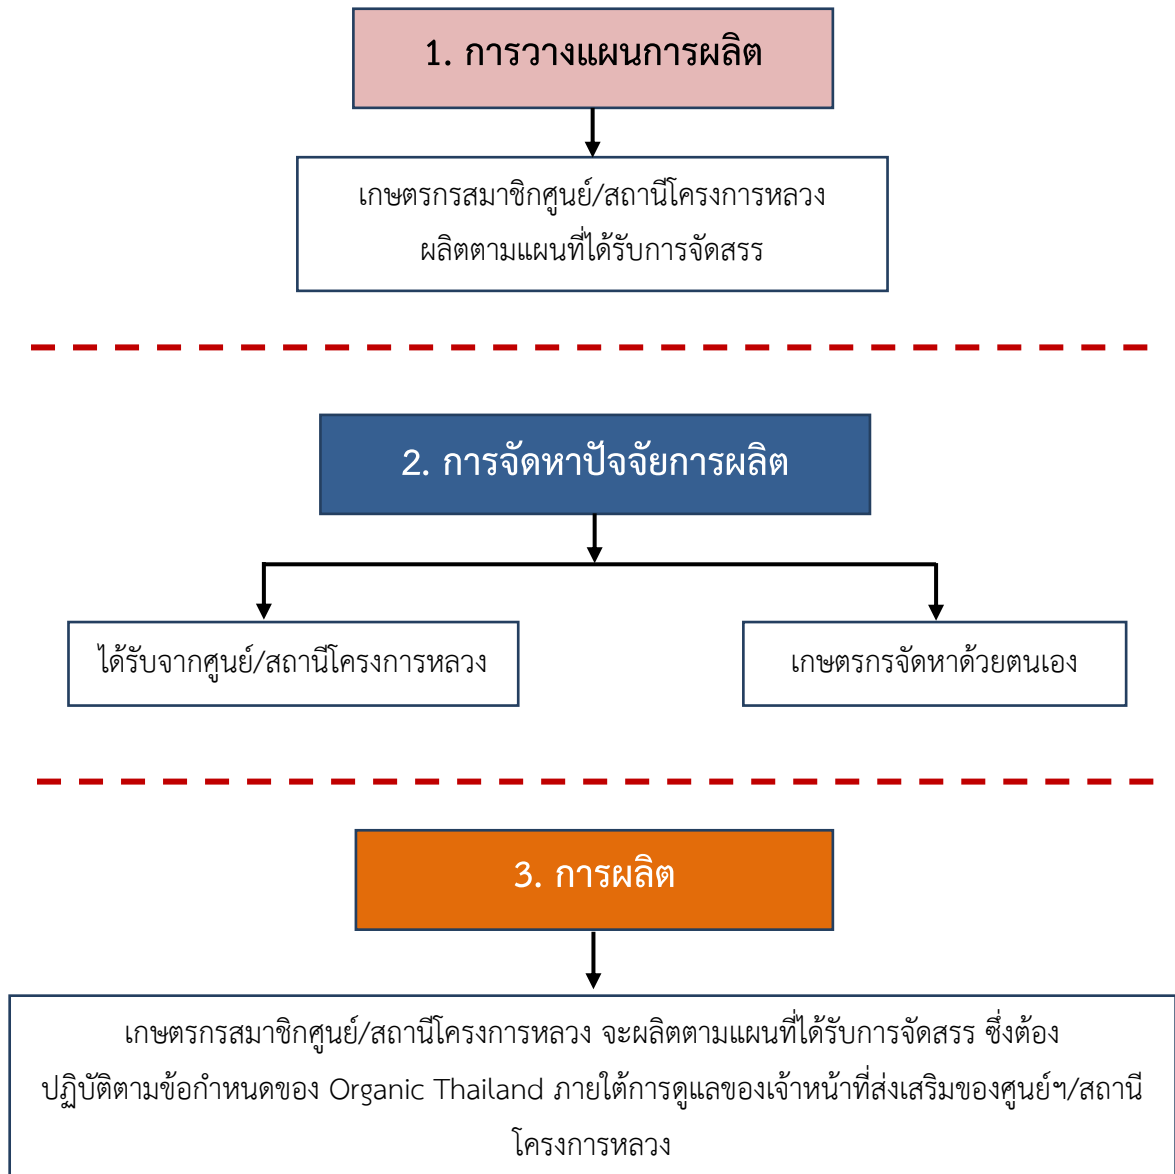 1. การวางแผนการผลิต
เกษตรกรสมาชิกศูนย์/สถานีโครงการหลวง
ผลิตตามแผนที่ได้รับการจัดสรร
2. การจัดหาปัจจัยการผลิต
ได้รับจากศูนย์/สถานีโครงการหลวง
เกษตรกรจัดหาด้วยตนเอง
3. การผลิต
เกษตรกรสมาชิกศูนย์/สถานีโครงการหลวง จะผลิตตามแผนที่ได้รับการจัดสรร ซึ่งต้อง
ปฏิบัติตามข้อกำหนดของ Organic Thailand ภายใต้การดูแลของเจ้าหน้าที่ส่งเสริมของศูนย์ฯ/สถานี
โครงการหลวง